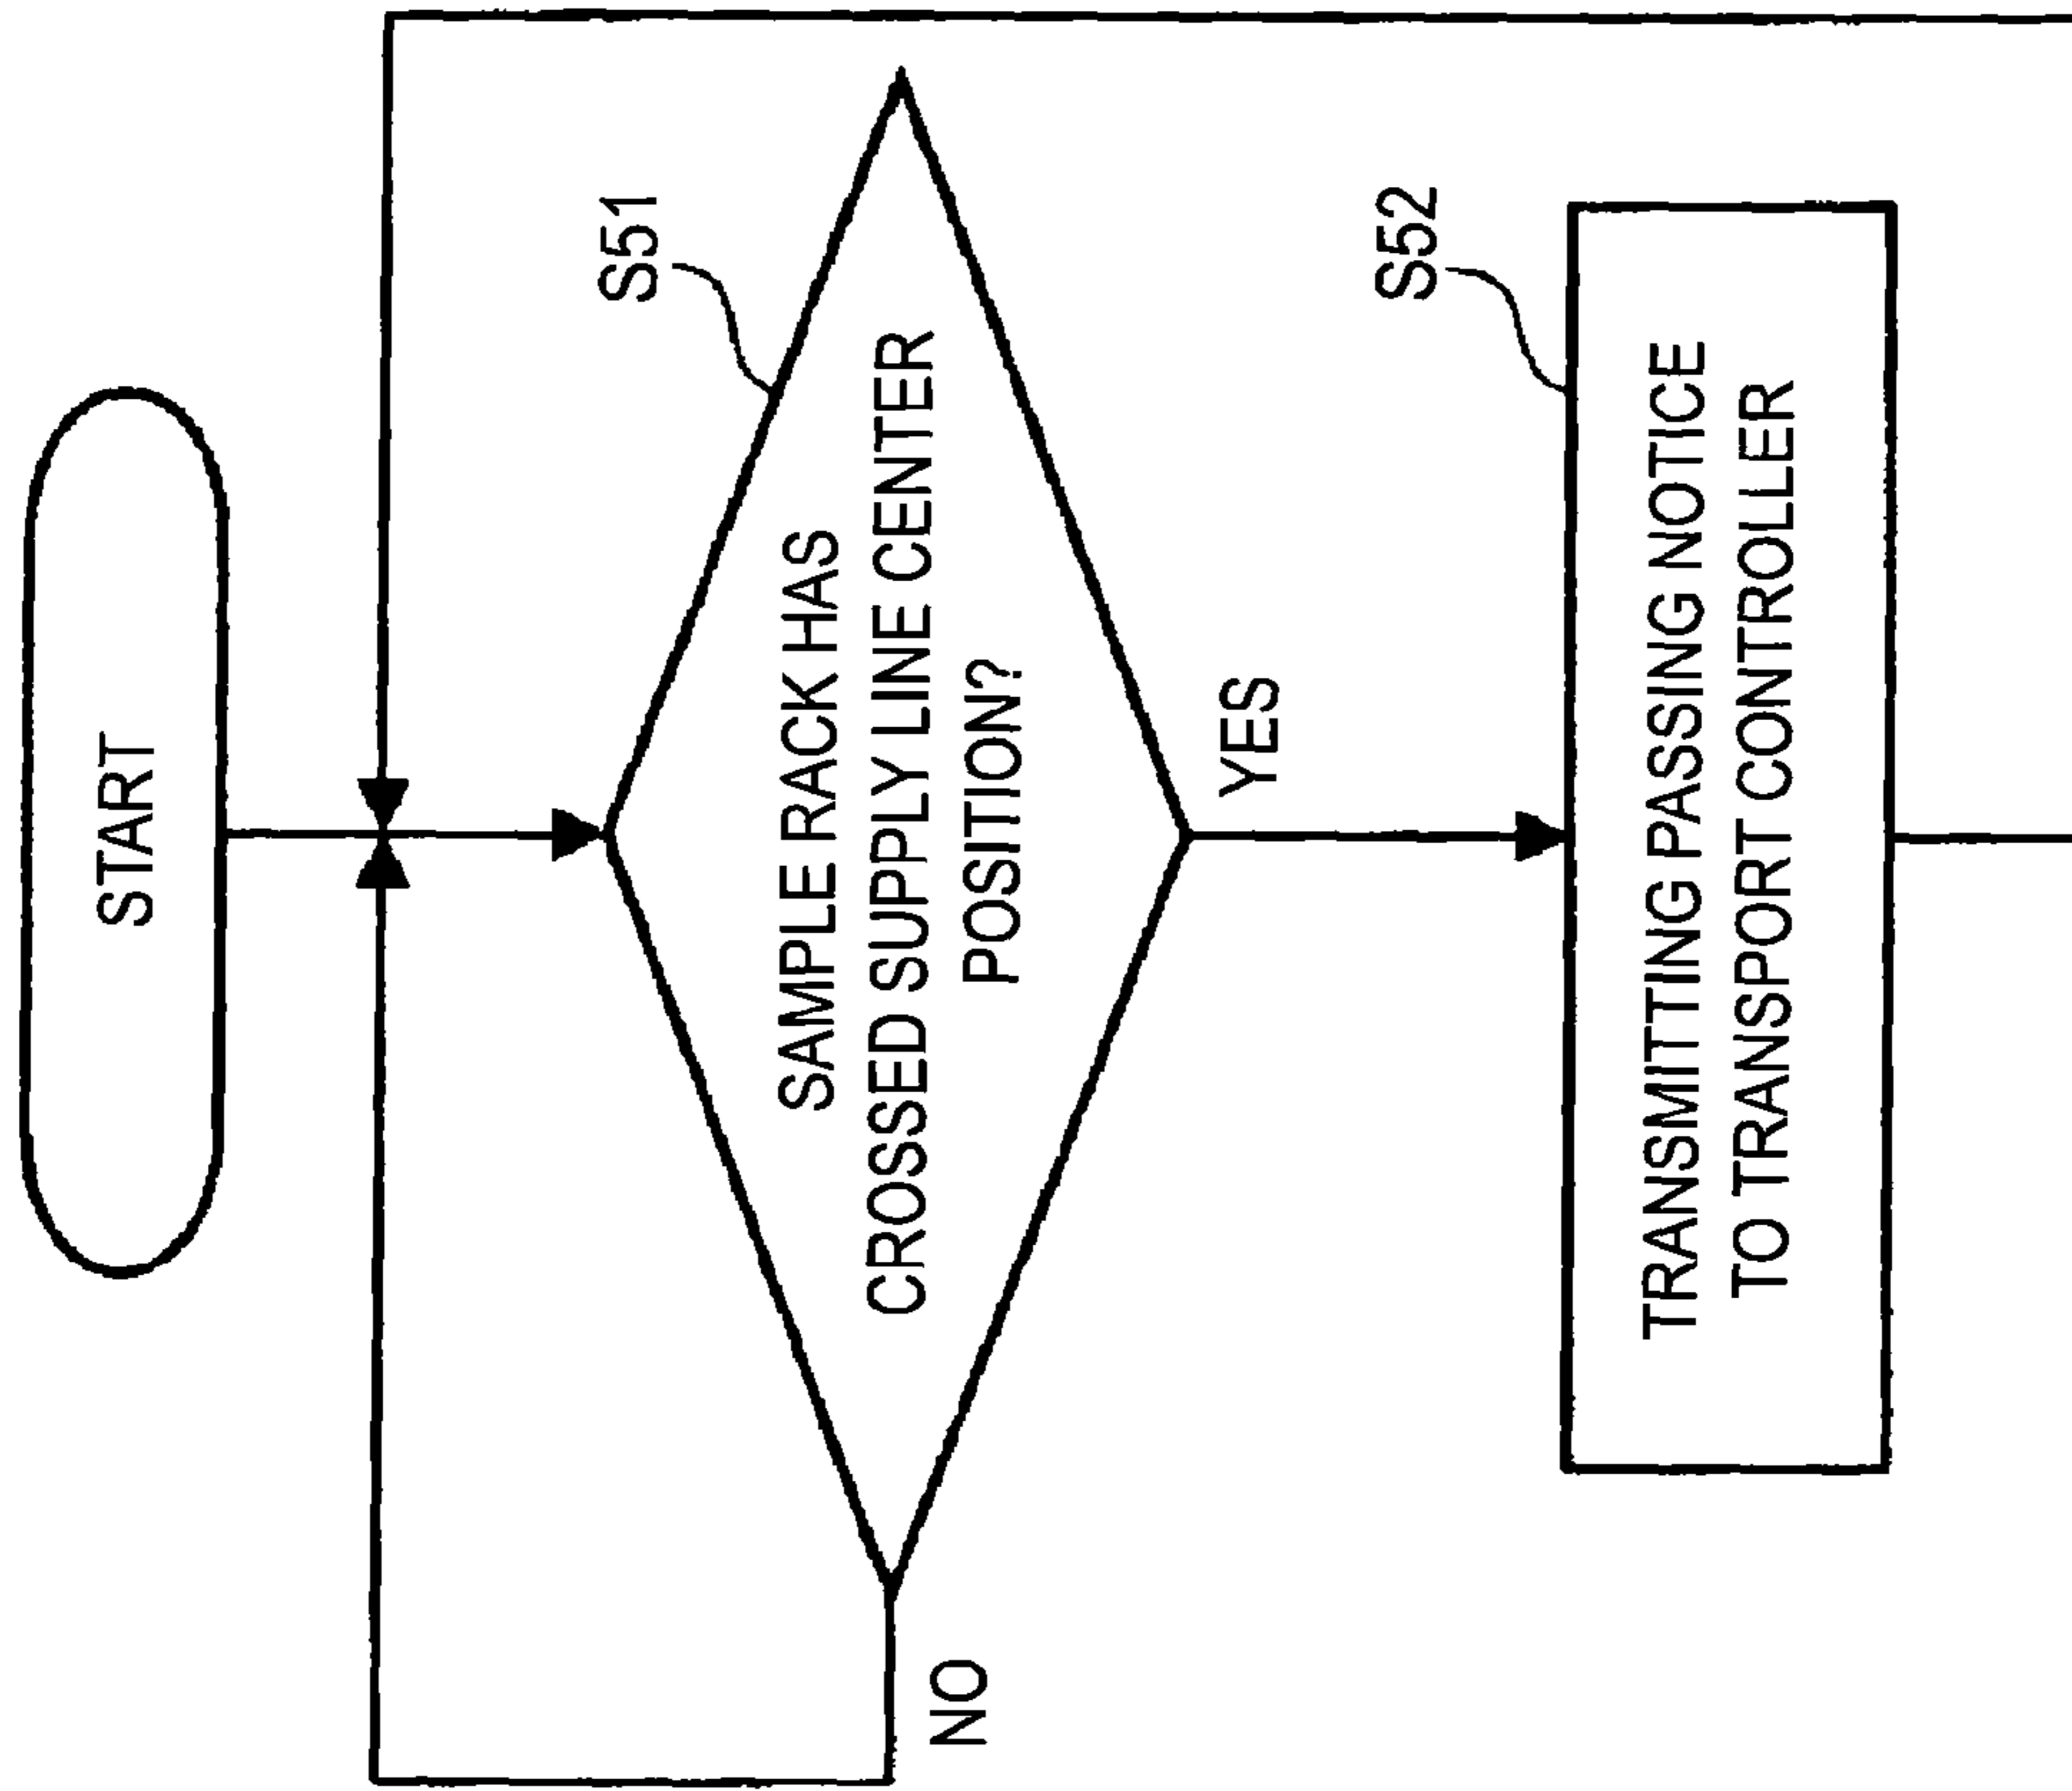 START
S51
SAMPLE RACK HAS
CROSSED SUPPLY LINE CENTER
POSITION?
NO
YES
S52
TRANSMITTING PASSING NOTICE
TO TRANSPORT CONTROLLER